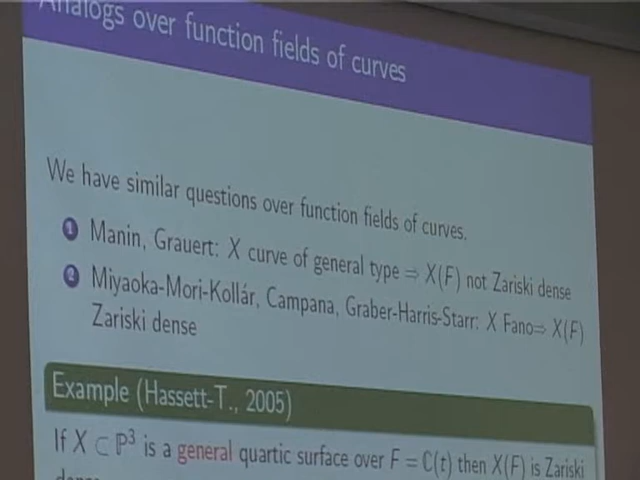 Analogs over function fields of curves
We have similar questions over function fields of curves.
1 Manin, Grauert: X curve of general type ⇒ X(F) not Zariski dense
2 Miyaoka-Mori-Kollár, Campana, Graber-Harris-Starr: X Fano⇒ X(F)
Zariski dense
Example (Hassett-T., 2005)
If X ⊂ ℙ³ is a general quartic surface over F = ℂ(t) then X(F) is Zariski
dense